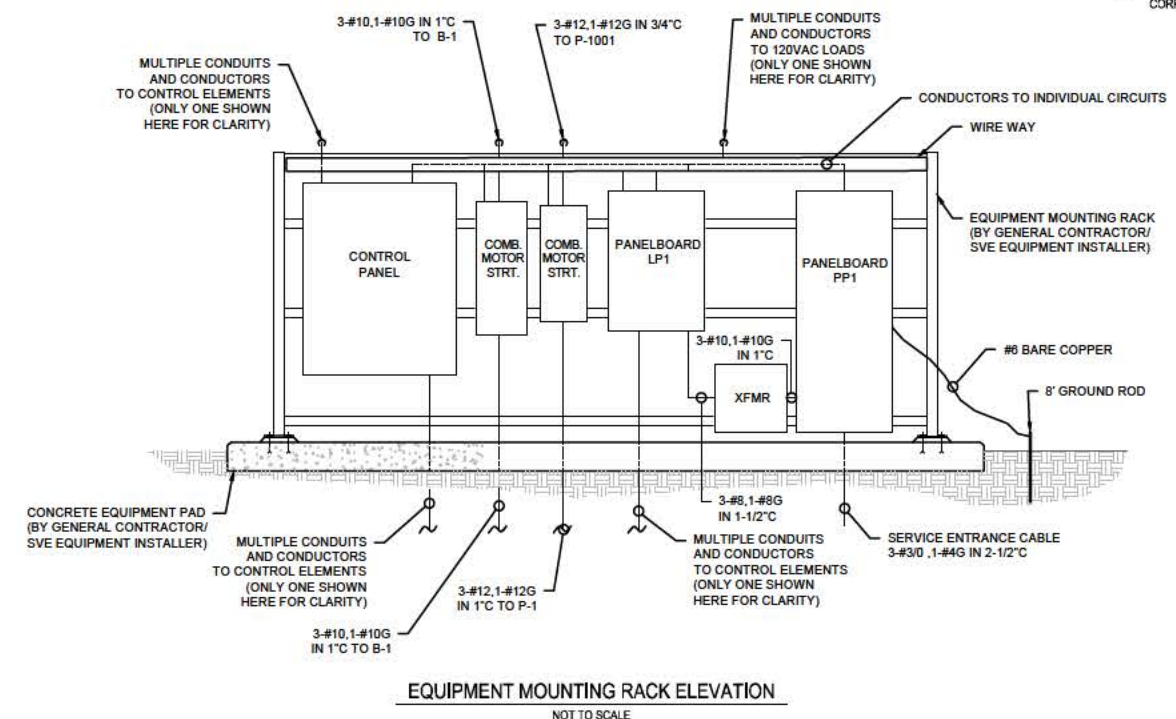 CORR
3-#10,1-#10G IN 1"C
TO B-1
3-#12,1-#12G IN 3/4"C
TO P-1001
MULTIPLE CONDUITS
AND CONDUCTORS
TO 120VAC LOADS
(ONLY ONE SHOWN
HERE FOR CLARITY)
MULTIPLE CONDUITS
AND CONDUCTORS
TO CONTROL ELEMENTS
(ONLY ONE SHOWN
HERE FOR CLARITY)
CONDUCTORS TO INDIVIDUAL CIRCUITS
WIRE WAY
EQUIPMENT MOUNTING RACK
(BY GENERAL CONTRACTOR/
SVE EQUIPMENT INSTALLER)
CONTROL
PANEL
COMB.
MOTOR
STRT.
COMB.
MOTOR
STRT.
PANELBOARD
LP1
PANELBOARD
PP1
3-#10,1-#10G
IN 1"C
XFMR
#6 BARE COPPER
8' GROUND ROD
CONCRETE EQUIPMENT PAD
(BY GENERAL CONTRACTOR/
SVE EQUIPMENT INSTALLER)
MULTIPLE CONDUITS
AND CONDUCTORS
TO CONTROL ELEMENTS
(ONLY ONE SHOWN
HERE FOR CLARITY)
3-#10,1-#10G
IN 1"C TO B-1
3-#12,1-#12G
IN 1"C TO P-1
3-#8,1-#8G
IN 1-1/2"C
MULTIPLE CONDUITS
AND CONDUCTORS
TO CONTROL ELEMENTS
(ONLY ONE SHOWN
HERE FOR CLARITY)
SERVICE ENTRANCE CABLE
3-#3/0 ,1-#4G IN 2-1/2"C
EQUIPMENT MOUNTING RACK ELEVATION
NOT TO SCALE